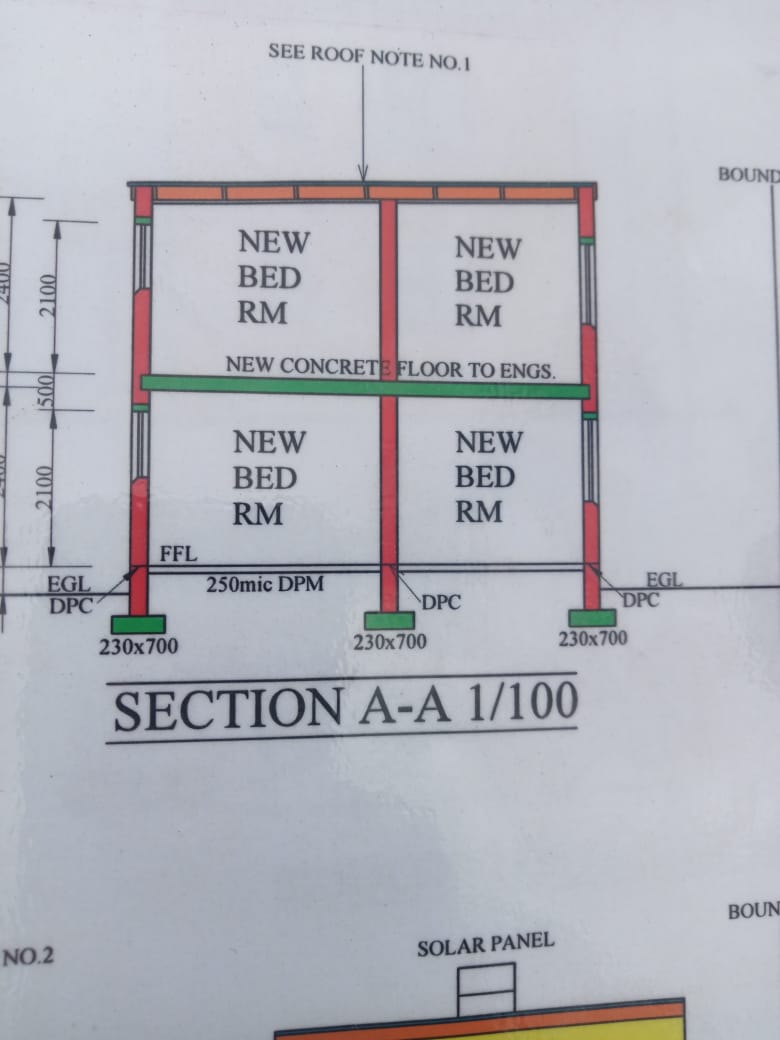 SEE ROOF NOTE NO.1
BOUND
NEW
BED
RM
NEW
BED
RM
2400
2100
NEW CONCRETE FLOOR TO ENGS.
500
NEW
BED
RM
NEW
BED
RM
2400
2100
FFL
EGL
DPC
250mic DPM
DPC
EGL
DPC
230x700
230x700
230x700
SECTION A-A 1/100
BOUN
NO.2
SOLAR PANEL